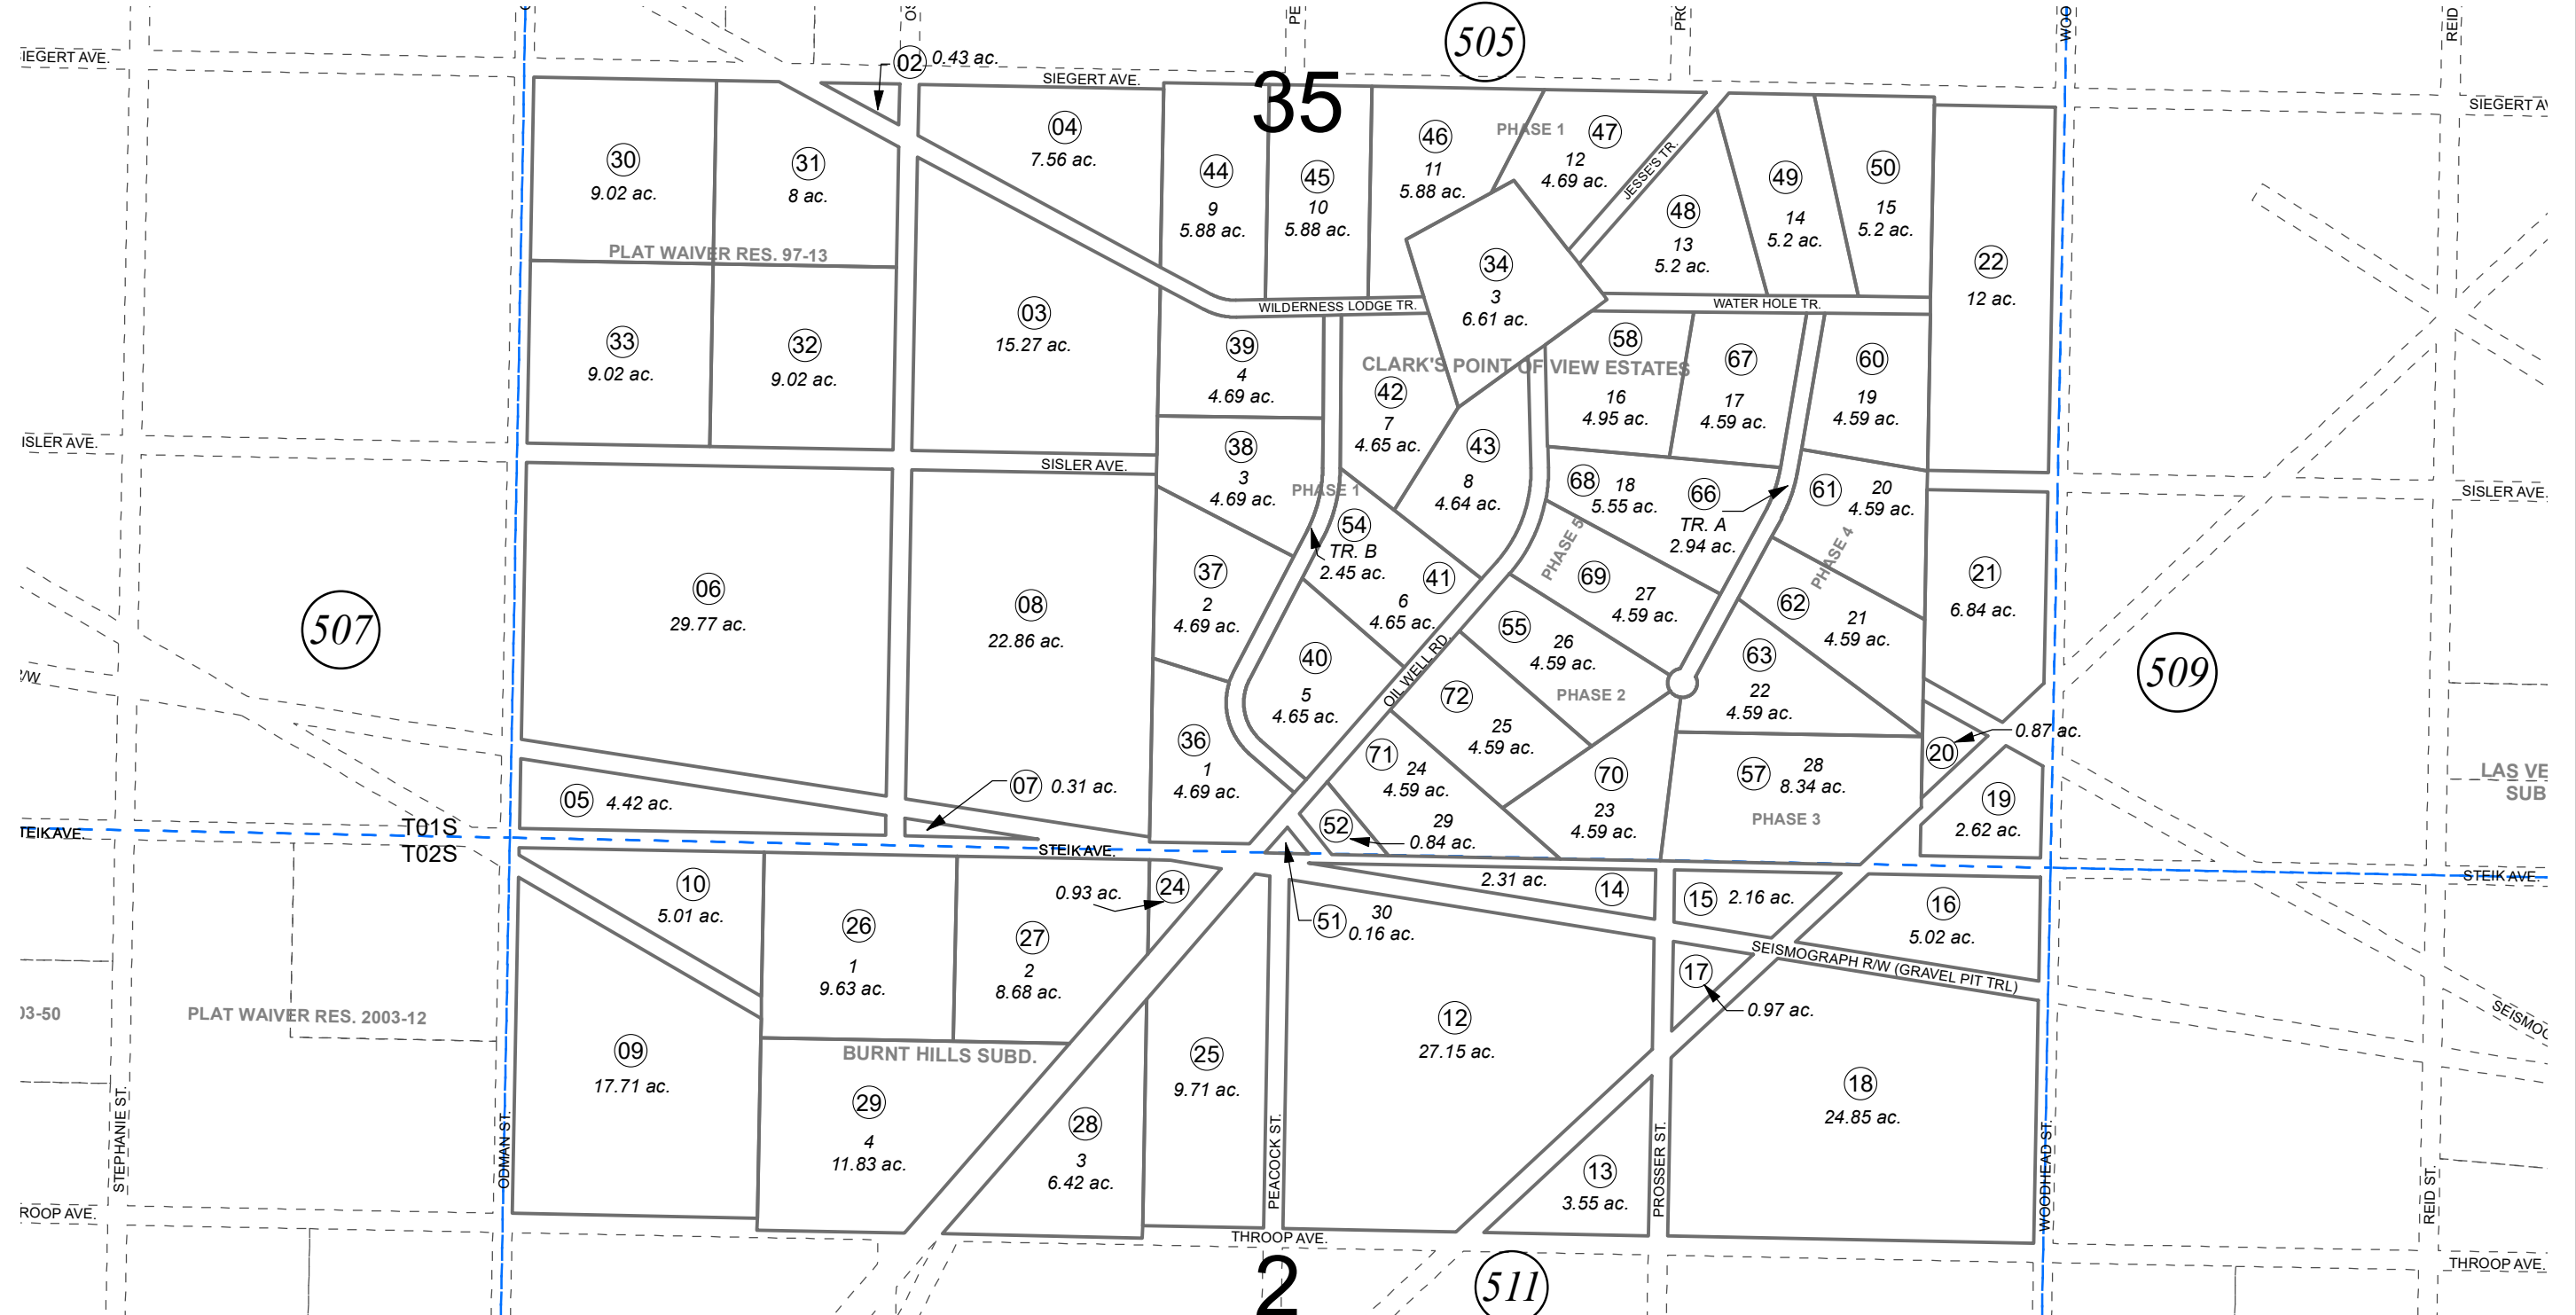 505
35
IEGERT AVE.
02 0.43 ac.
SIEGERT AVE.
REID
SIEGERT AV
30
9.02 ac.
31
8 ac.
PLAT WAIVER RES. 97-13
33
9.02 ac.
32
9.02 ac.
04
7.56 ac.
03
15.27 ac.
44
9
5.88 ac.
45
10
5.88 ac.
46
11
5.88 ac.
PHASE 1
47
12
4.69 ac.
JESSE'S TR.
48
13
5.2 ac.
49
14
5.2 ac.
50
15
5.2 ac.
22
12 ac.
34
3
6.61 ac.
WILDERNESS LODGE TR.
WATER HOLE TR.
CLARK'S POINT OF VIEW ESTATES
39
4
4.69 ac.
42
7
4.65 ac.
58
16
4.95 ac.
67
17
4.59 ac.
60
19
4.59 ac.
ISLER AVE.
SISLER AVE.
SISLER AVE.
38
3
4.69 ac.
PHASE 1
43
8
4.64 ac.
68 18
5.55 ac.
66
TR. A
2.94 ac.
61 20
4.59 ac.
PHASE 5
PHASE 4
54
TR. B
2.45 ac.
37
2
4.69 ac.
41
6
4.65 ac.
69
27
4.59 ac.
62
21
4.59 ac.
21
6.84 ac.
507
06
29.77 ac.
08
22.86 ac.
55
26
4.59 ac.
PHASE 2
40
5
4.65 ac.
OIL WELL RD.
63
22
4.59 ac.
509
72
25
4.59 ac.
36
1
4.69 ac.
71
24
4.59 ac.
70
23
4.59 ac.
57
28
8.34 ac.
PHASE 3
20
0.87 ac.
19
2.62 ac.
LAS VE
SUB
05 4.42 ac.
07 0.31 ac.
52
29
0.84 ac.
T01S
T02S
TEIK AVE.
STEIK AVE.
STEIK AVE.
10
5.01 ac.
26
1
9.63 ac.
27
2
8.68 ac.
0.93 ac.
24
51
30
0.16 ac.
2.31 ac.
14
15 2.16 ac.
16
5.02 ac.
SEISMOGRAPH R/W (GRAVEL PIT TRL)
17
0.97 ac.
SEISMOG
03-50
PLAT WAIVER RES. 2003-12
BURNT HILLS SUBD.
09
17.71 ac.
29
4
11.83 ac.
28
3
6.42 ac.
25
9.71 ac.
12
27.15 ac.
13
3.55 ac.
18
24.85 ac.
STEPHANIE ST.
ODMAN ST.
PEACOCK ST.
PROSSER ST.
WOODHEAD ST.
REID ST.
ROOP AVE.
THROOP AVE.
THROOP AVE.
2
511